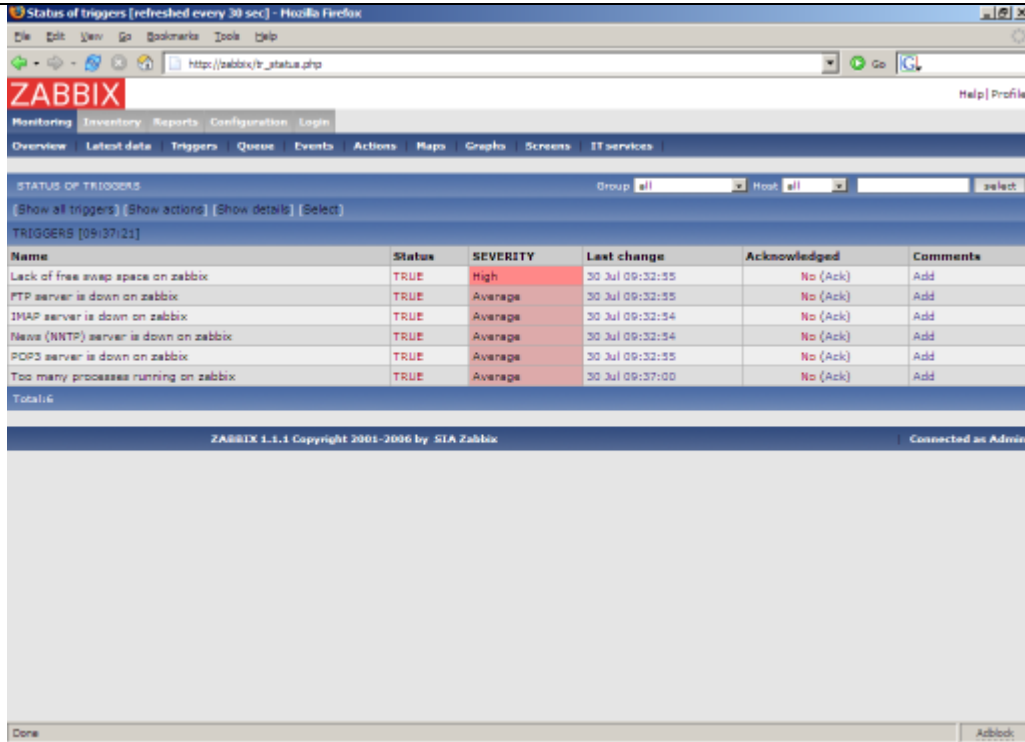 Status of triggers [refreshed every 30 sec] - Mozilla Firefox
File Edit View Go Bookmarks Tools Help
http://zabbix/tr_status.php Go
ZABBIX
Help | Profile
Monitoring Inventory Reports Configuration Login
Overview Latest data Triggers Queue Events Actions Maps Graphs Screens IT services
STATUS OF TRIGGERS Group all Host all select
[Show all triggers] [Show actions] [Show details] [Select]
TRIGGERS [09:37:21]
Name Status SEVERITY Last change Acknowledged Comments
Lack of free swap space on zabbix TRUE High 30 Jul 09:32:55 No (Ack) Add
FTP server is down on zabbix TRUE Average 30 Jul 09:32:55 No (Ack) Add
IMAP server is down on zabbix TRUE Average 30 Jul 09:32:54 No (Ack) Add
News (NNTP) server is down on zabbix TRUE Average 30 Jul 09:32:54 No (Ack) Add
POP3 server is down on zabbix TRUE Average 30 Jul 09:32:55 No (Ack) Add
Too many processes running on zabbix TRUE Average 30 Jul 09:37:00 No (Ack) Add
Total:6
ZABBIX 1.1.1 Copyright 2001-2006 by SIA Zabbix Connected as Admin
Done Adblock